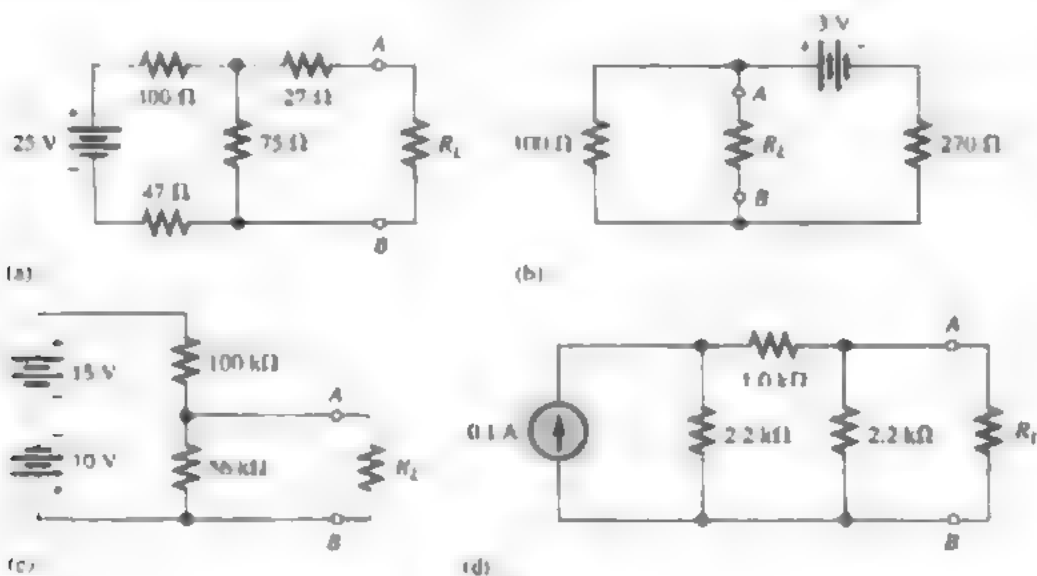 3 V
+ -
A
100 Ω
27 Ω
A
+
25 V
-
75 Ω
R_L
100 Ω
R_L
270 Ω
47 Ω
B
B
(a)
(b)
+
15 V
-
100 kΩ
A
A
1.0 kΩ
-
10 V
+
R_L
0.1 A
2.2 kΩ
2.2 kΩ
B
B
(c)
(d)